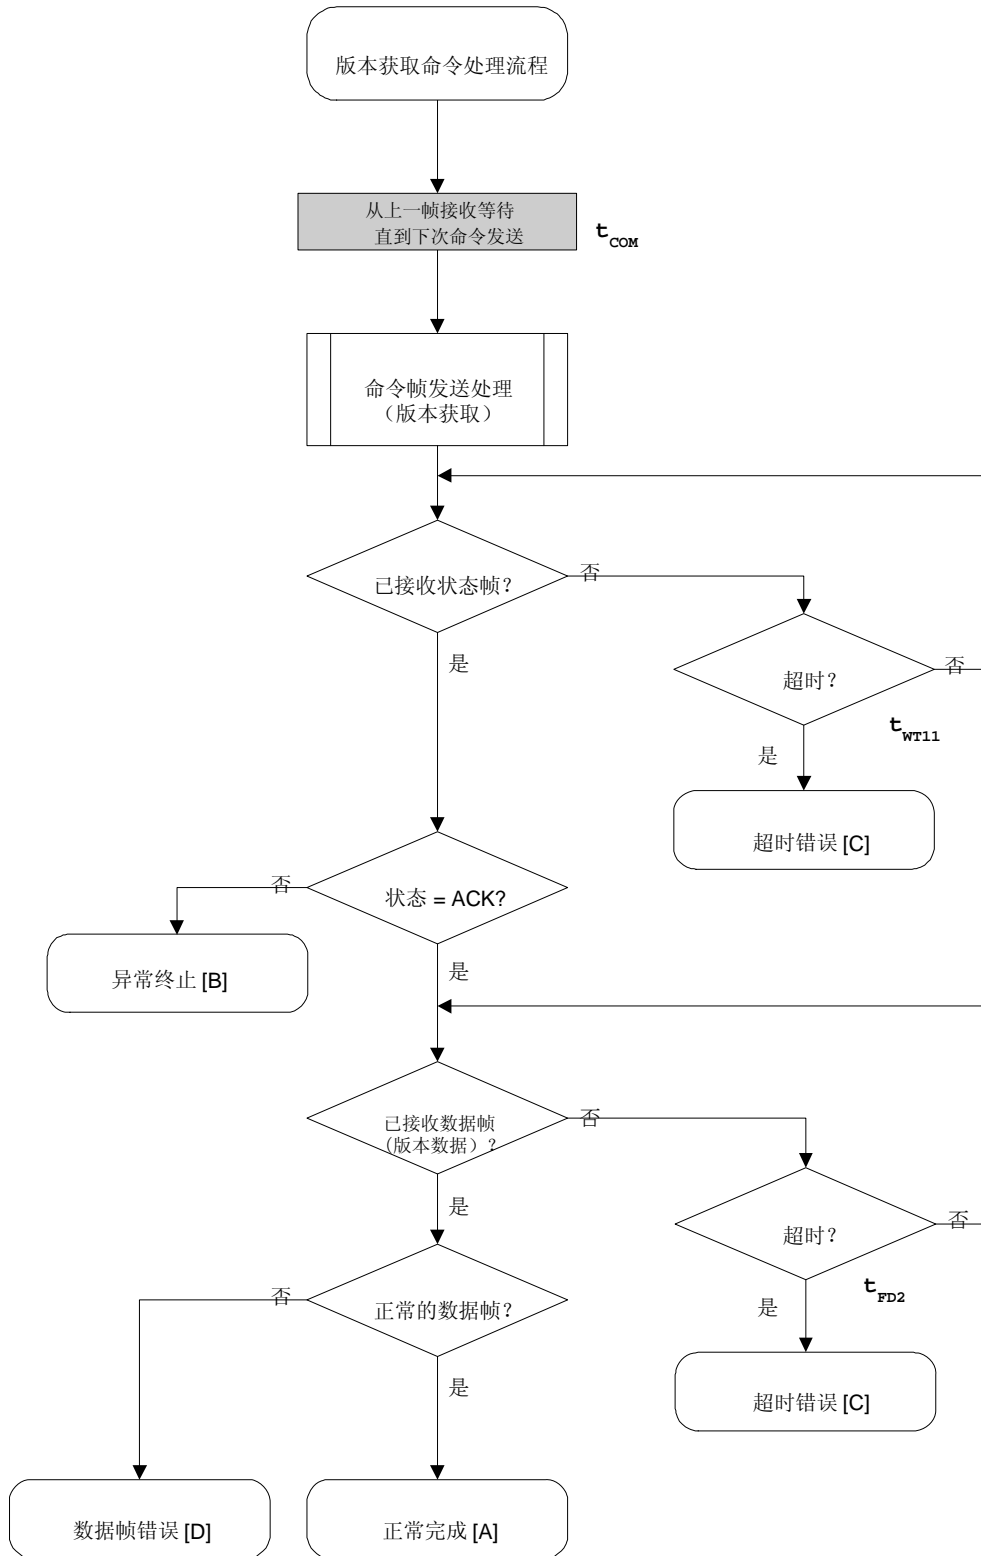 版本获取命令处理流程
从上一帧接收等待
直到下次命令发送
tCOM
命令帧发送处理
（版本获取）
已接收状态帧？
否
是
超时？
否
tWT11
是
超时错误 [C]
状态 = ACK?
否
是
异常终止 [B]
已接收数据帧
(版本数据）？
否
是
超时？
否
tFD2
是
超时错误 [C]
正常的数据帧？
否
是
数据帧错误 [D]
正常完成 [A]